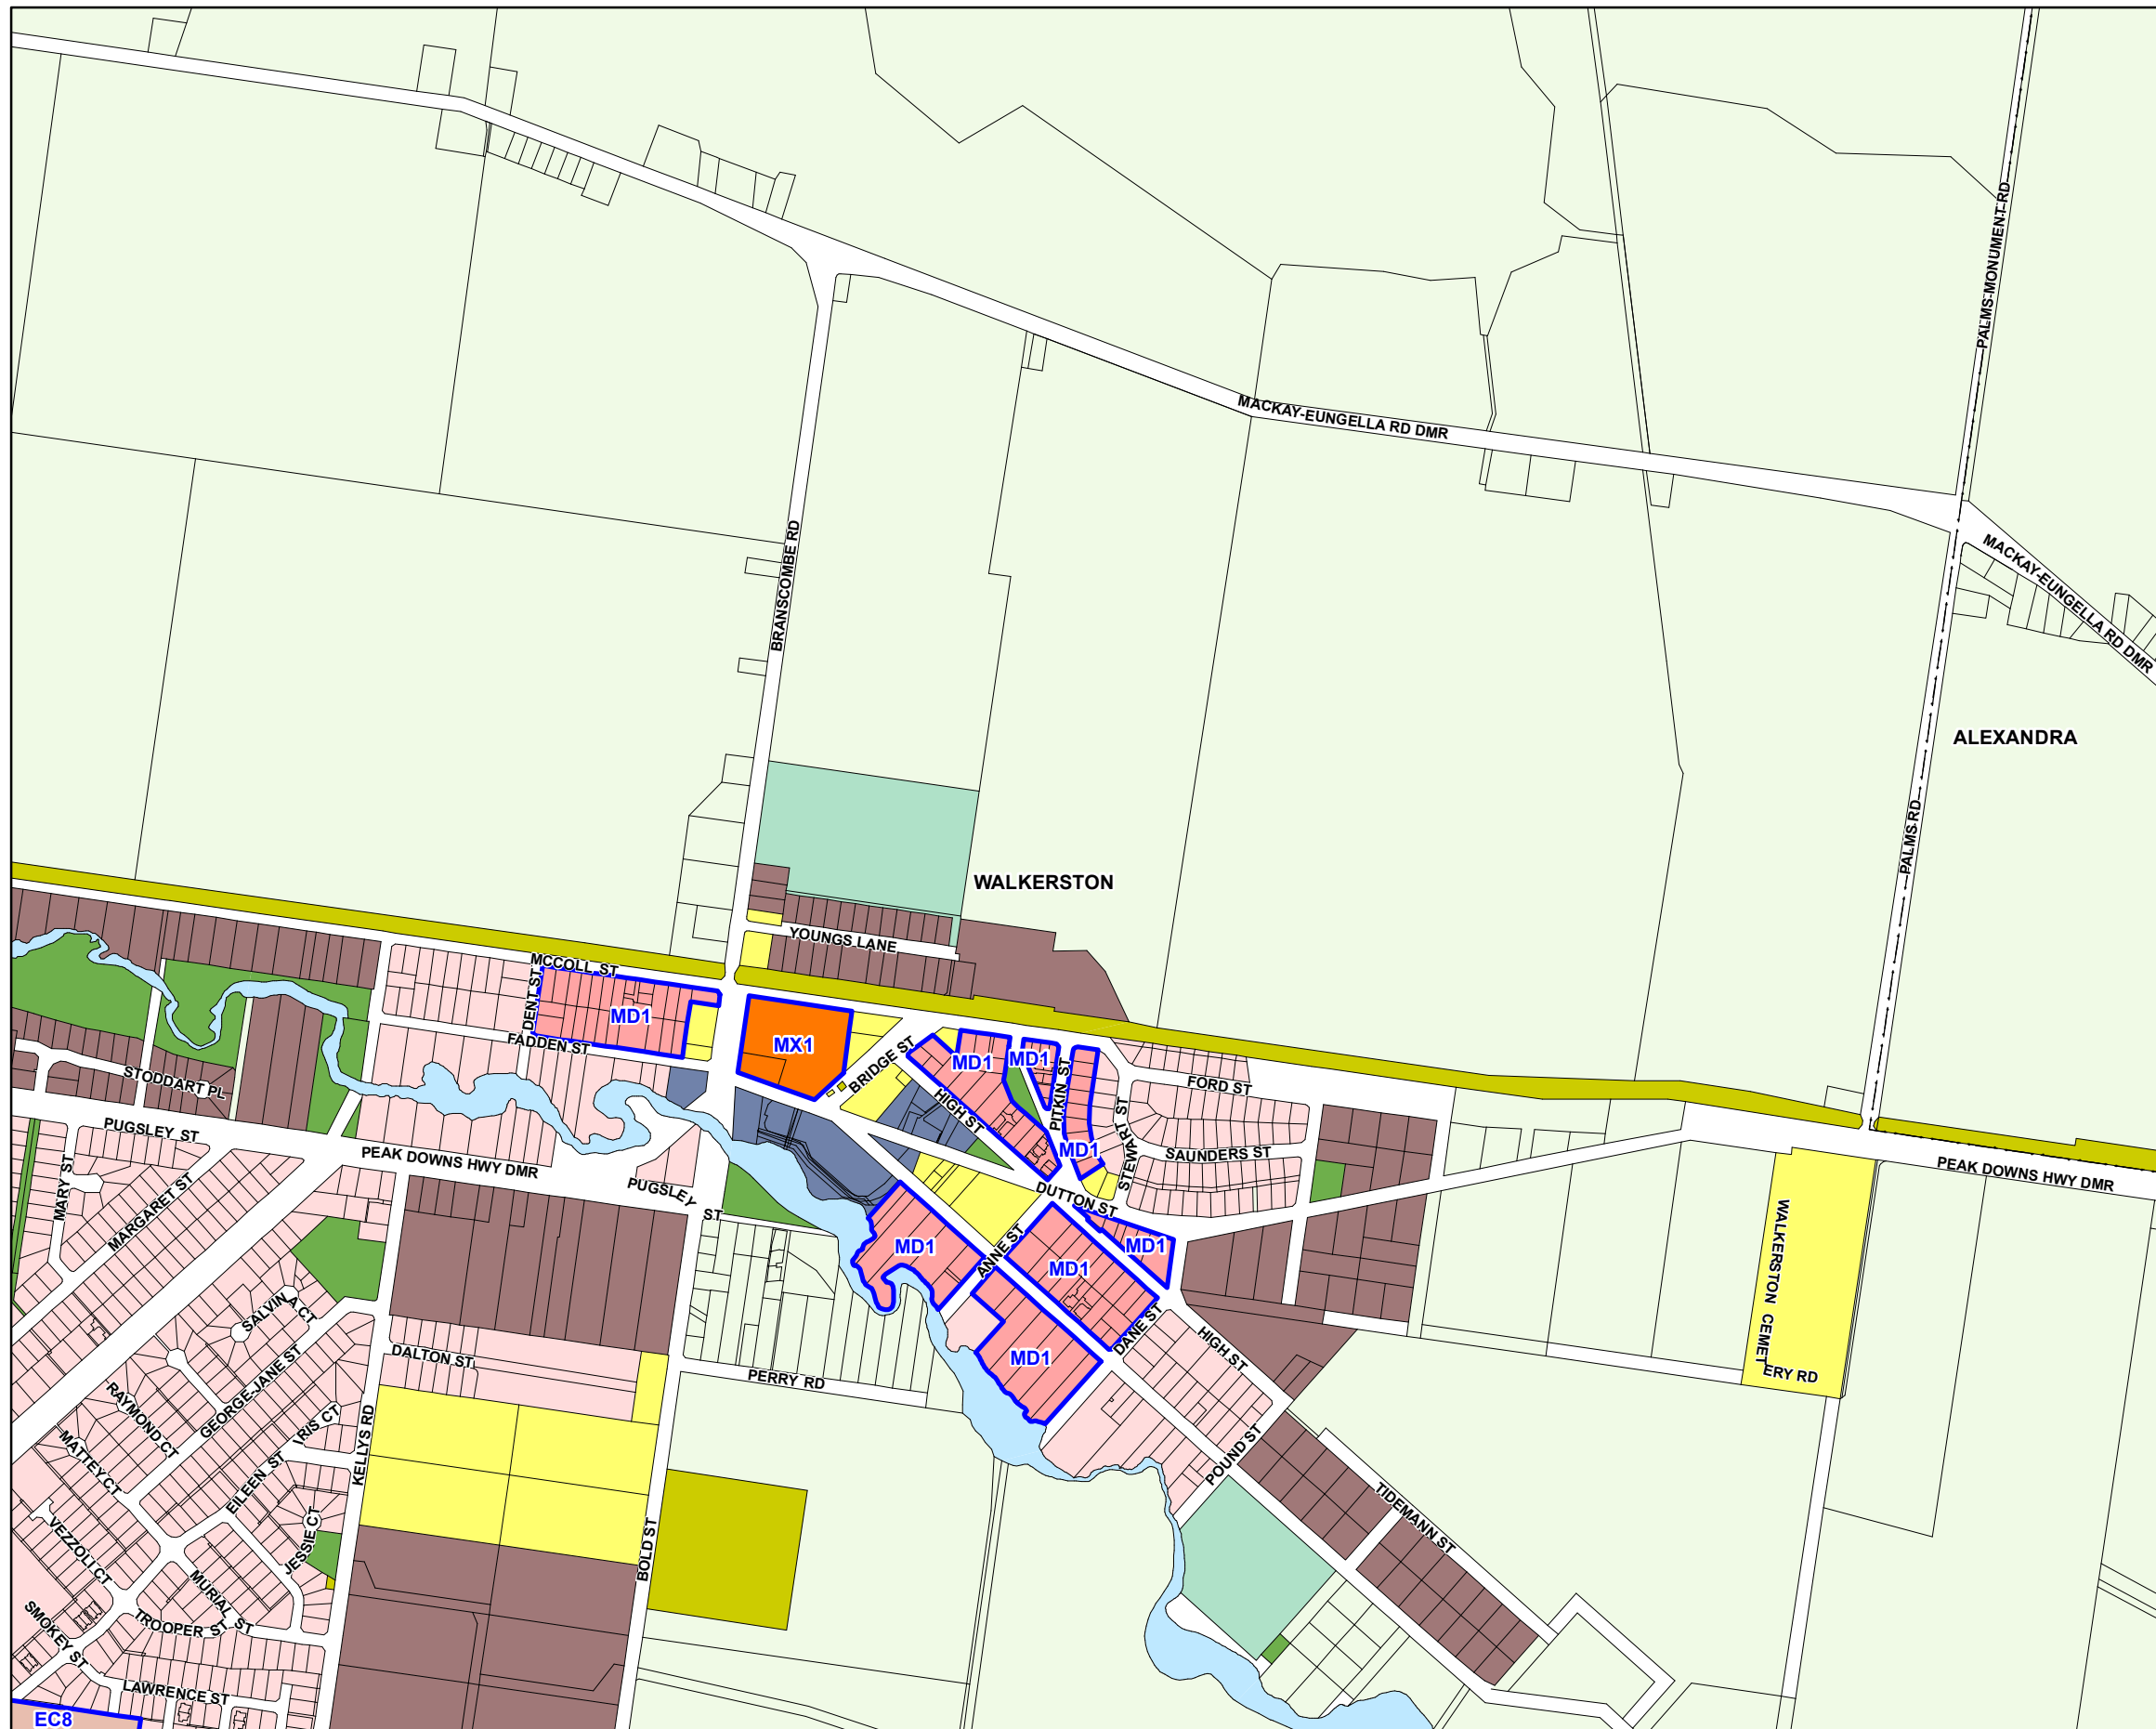 PALMS-MONUMENT-RD
MACKAY-EUNGELLA RD DMR
MACKAY-EUNGELLA RD DMR
BRANSCOMBE RD
ALEXANDRA
PALMS-RD
WALKERSTON
YOUNGS LANE
MCCOLL ST
DENT ST
MD1
FADDEN ST
MX1
BRIDGE ST
MD1
MD1
PITKIN ST
FORD ST
STODDART PL
HIGH ST
STEWART ST
MD1
SAUNDERS ST
PUGSLEY ST
PEAK DOWNS HWY DMR
PEAK DOWNS HWY DMR
MARY ST
MARGARET ST
PUGSLEY ST
DUTTON ST
WALKERSTON CEMET
ERY RD
MD1
ANNE ST
MD1
MD1
SALVIN A CT
DANE ST
HIGH ST
GEORGE-JANE ST
DALTON ST
MD1
PERRY RD
RAYMOND CT
IRIS CT
KELLYS RD
MATTEY CT
EILEEN ST
POUND ST
TIDEMANN ST
VEZZOLI CT
JESSIE CT
BOLD ST
MURIAL ST
SMOKEY ST
TROOPER ST
LAWRENCE ST
EC8